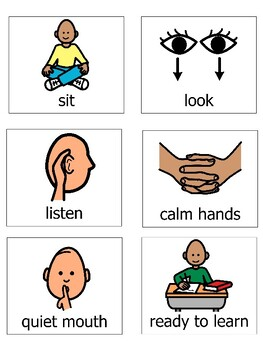 sit
look
listen
calm hands
quiet mouth
ready to learn